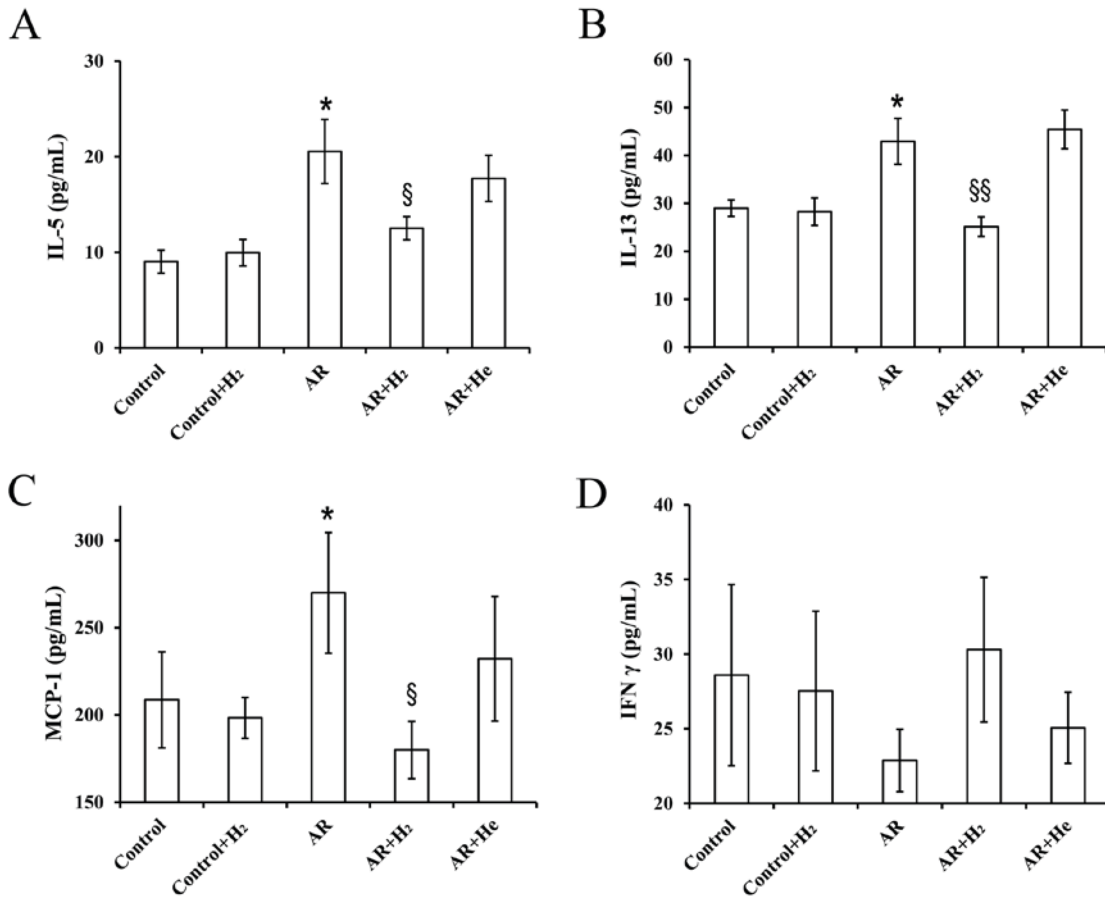 A
IL-5 (pg/mL)
30
20
10
0
*
§
Control
Control+H₂
AR
AR+H₂
AR+He
B
IL-13 (pg/mL)
60
50
40
30
20
10
0
*
§§
Control
Control+H₂
AR
AR+H₂
AR+He
C
MCP-1 (pg/mL)
300
250
200
150
*
§
Control
Control+H₂
AR
AR+H₂
AR+He
D
IFN γ (pg/mL)
40
35
30
25
20
Control
Control+H₂
AR
AR+H₂
AR+He